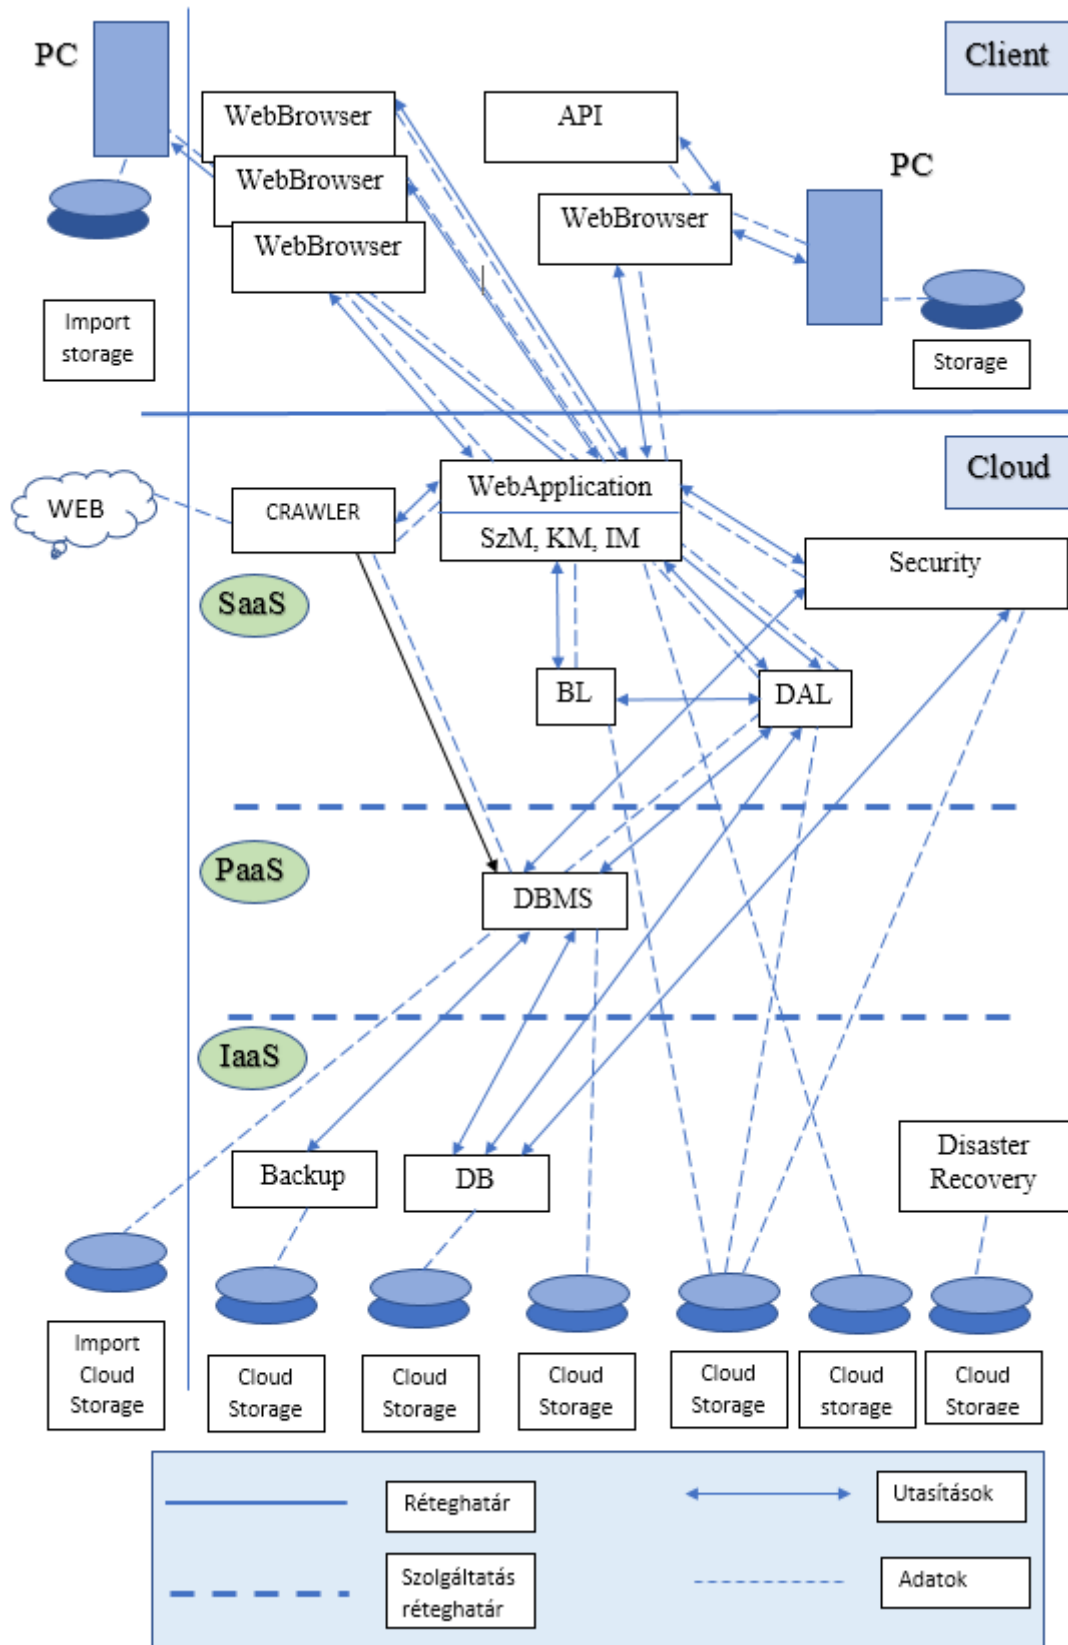 PC
Client
WebBrowser
API
WebBrowser
PC
WebBrowser
WebBrowser
Import
storage
Storage
Cloud
WEB
CRAWLER
WebApplication
SzM, KM, IM
Security
SaaS
BL
DAL
PaaS
DBMS
IaaS
Backup
DB
Disaster
Recovery
Import
Cloud
Storage
Cloud
Storage
Cloud
Storage
Cloud
Storage
Cloud
Storage
Cloud
storage
Cloud
Storage
Réteghatár
Utasítások
Szolgáltatás
réteghatár
Adatok